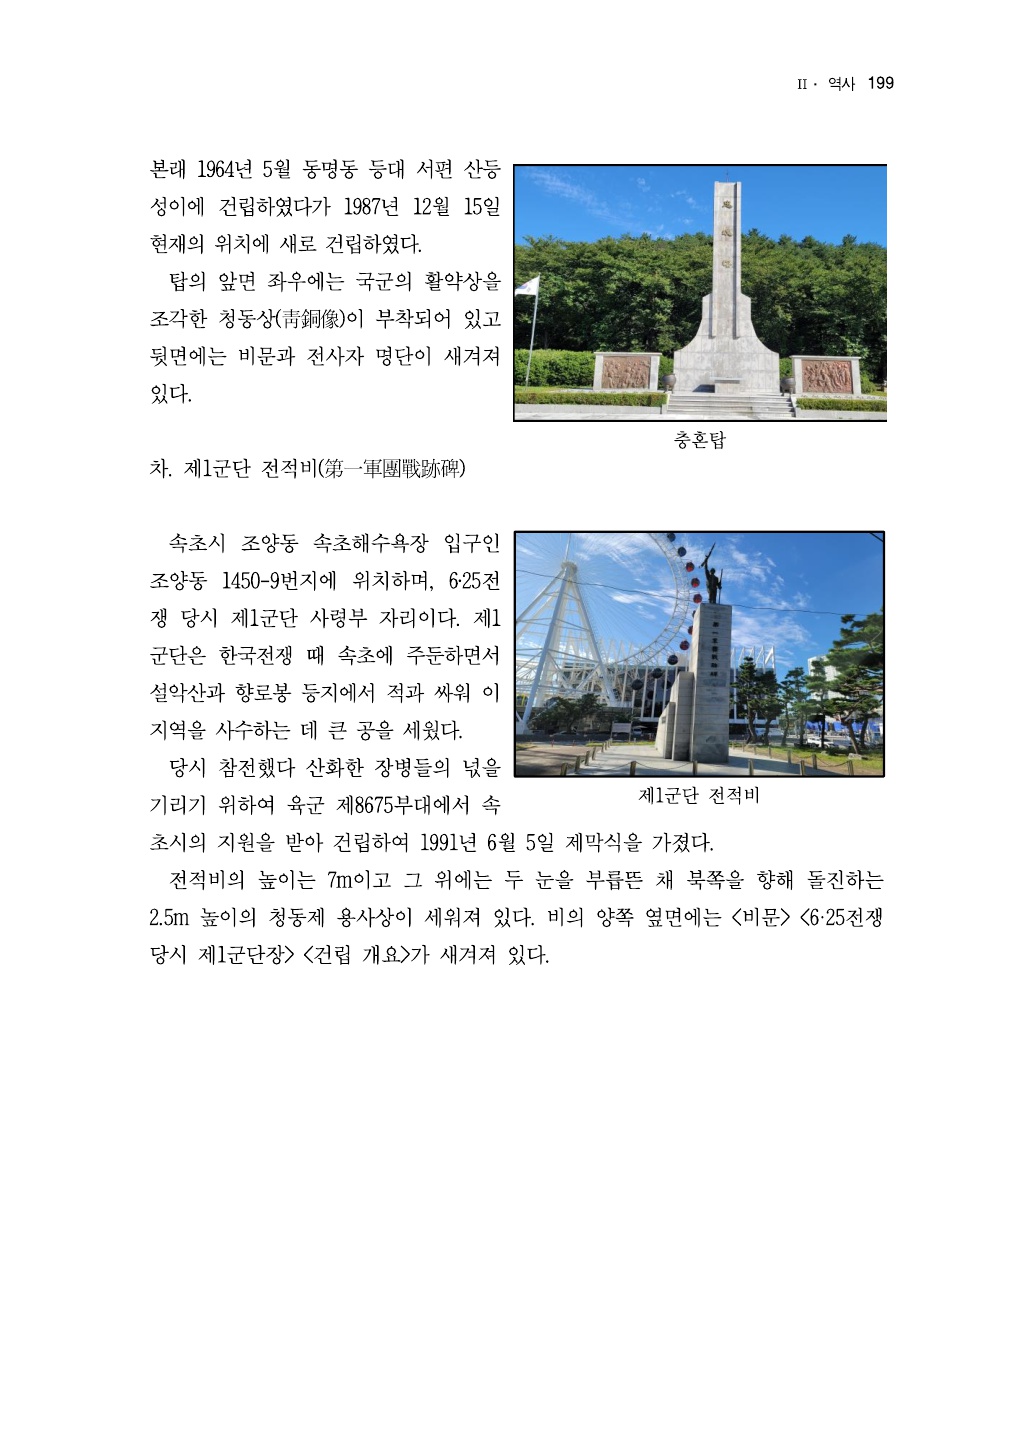 II · 역사 199
본래 1964년 5월 동명동 등대 서편 산등
성이에 건립하였다가 1987년 12월 15일
현재의 위치에 새로 건립하였다.
탑의 앞면 좌우에는 국군의 활약상을
조각한 청동상(靑銅像)이 부착되어 있고
뒷면에는 비문과 전사자 명단이 새겨져
있다.
충혼탑
차. 제1군단 전적비(第一軍團戰跡碑)
속초시 조양동 속초해수욕장 입구인
조양동 1450-9번지에 위치하며, 6·25전
쟁 당시 제1군단 사령부 자리이다. 제1
군단은 한국전쟁 때 속초에 주둔하면서
설악산과 향로봉 등지에서 적과 싸워 이
지역을 사수하는 데 큰 공을 세웠다.
당시 참전했다 산화한 장병들의 넋을
기리기 위하여 육군 제8675부대에서 속
초시의 지원을 받아 건립하여 1991년 6월 5일 제막식을 가졌다.
제1군단 전적비
전적비의 높이는 7m이고 그 위에는 두 눈을 부릅뜬 채 북쪽을 향해 돌진하는
2.5m 높이의 청동제 용사상이 세워져 있다. 비의 양쪽 옆면에는 <비문> <6·25전쟁
당시 제1군단장> <건립 개요>가 새겨져 있다.